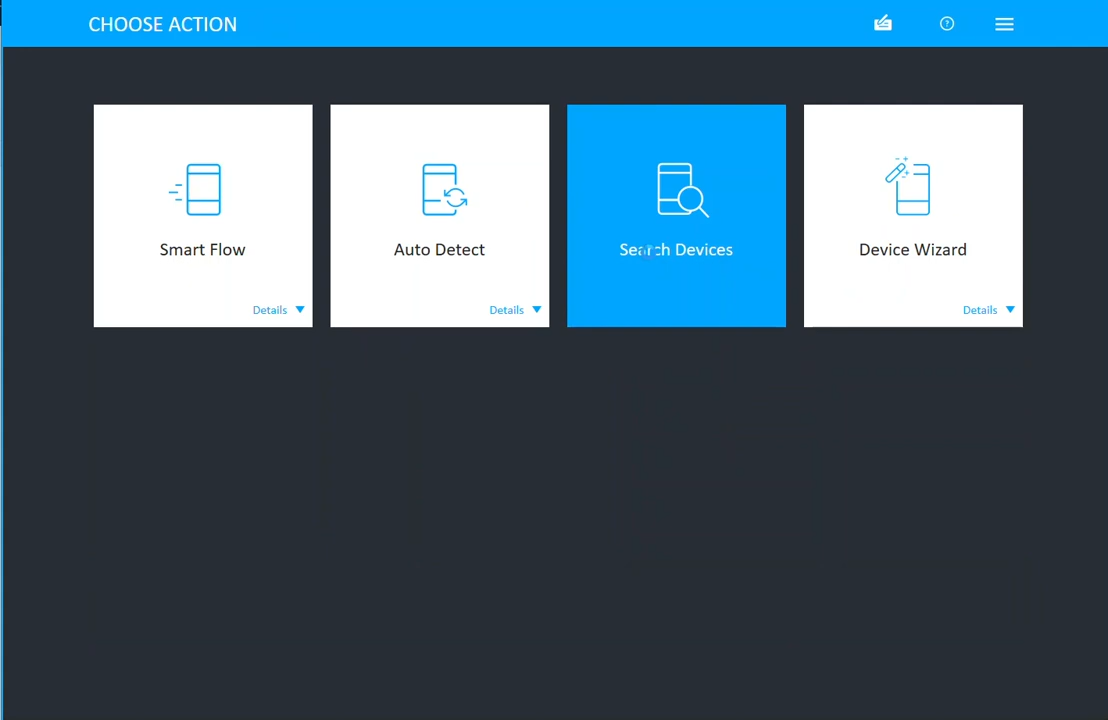 CHOOSE ACTION
Smart Flow
Auto Detect
Search Devices
Device Wizard
Details
Details
Details